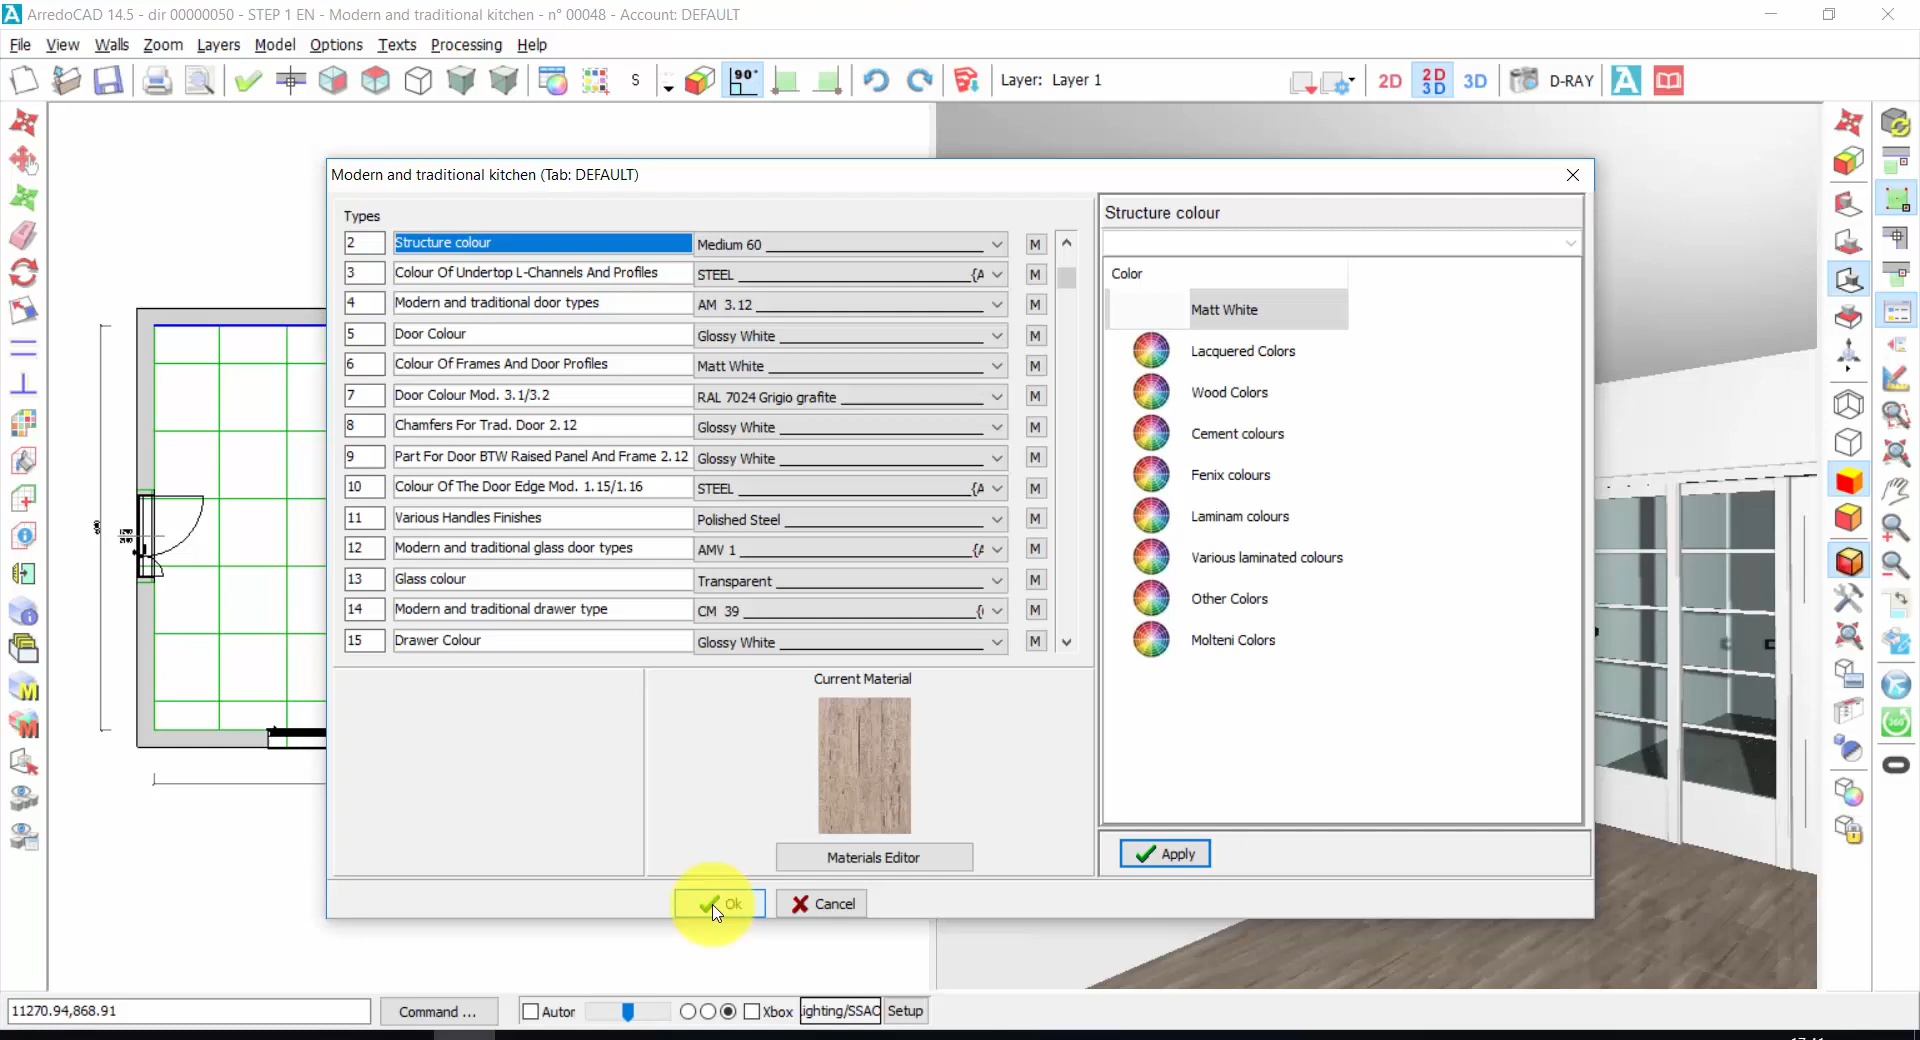 ArredoCAD 14.5 - dir 00000050 - STEP 1 EN - Modern and traditional kitchen - n° 00048 - Account: DEFAULT
File View Walls Zoom Layers Model Options Texts Processing Help
S 90° Layer: Layer 1 2D 2D 3D 3D D-RAY
Modern and traditional kitchen (Tab: DEFAULT)
Types
2 Structure colour Medium 60 M
3 Colour Of Undertop L-Channels And Profiles STEEL {A M
4 Modern and traditional door types AM 3.12 M
5 Door Colour Glossy White M
6 Colour Of Frames And Door Profiles Matt White M
7 Door Colour Mod. 3.1/3.2 RAL 7024 Grigio grafite M
8 Chamfers For Trad. Door 2.12 Glossy White M
9 Part For Door BTW Raised Panel And Frame 2.12 Glossy White M
10 Colour Of The Door Edge Mod. 1.15/1.16 STEEL {A M
11 Various Handles Finishes Polished Steel M
12 Modern and traditional glass door types AMV 1 {A M
13 Glass colour Transparent M
14 Modern and traditional drawer type CM 39 M
15 Drawer Colour Glossy White M
Current Material
Materials Editor
Ok Cancel
Structure colour
Color
Matt White
Lacquered Colors
Wood Colors
Cement colours
Fenix colours
Laminam colours
Various laminated colours
Other Colors
Molteni Colors
Apply
11270.94,868.91 Command ... Autor Xbox ighting/SSAO Setup